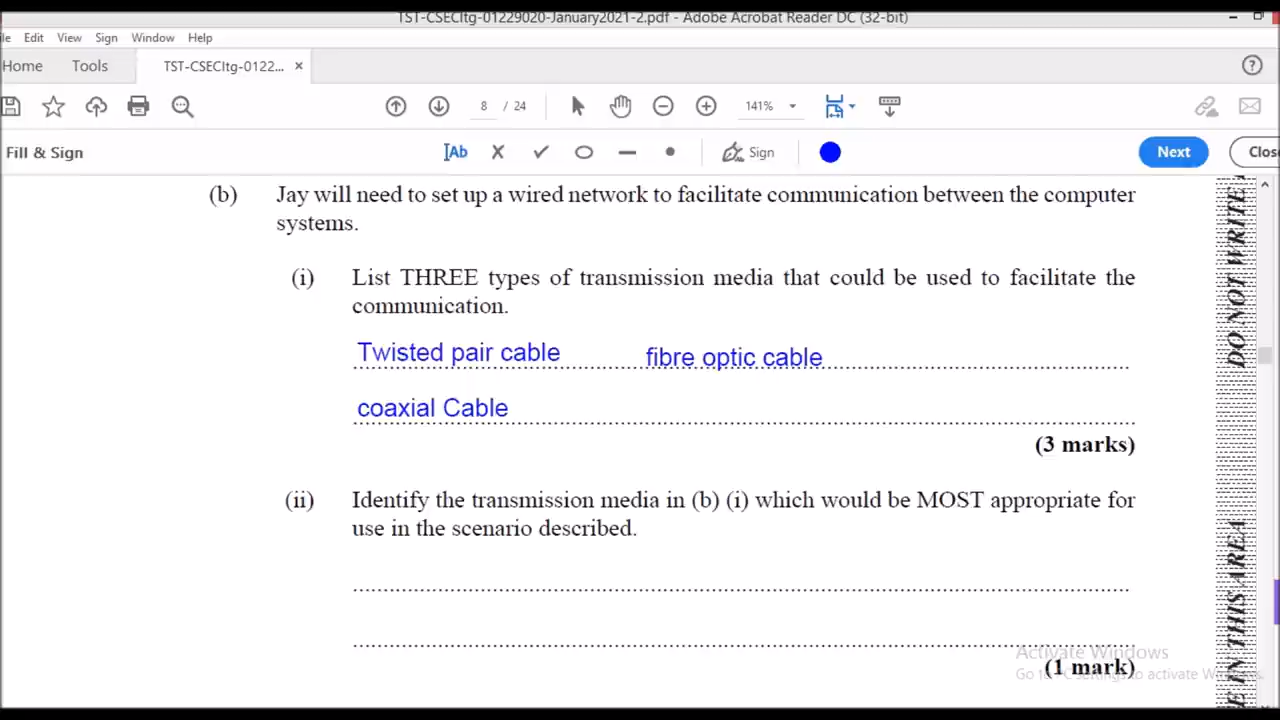 TST-CSECItg-01229020-January2021-2.pdf - Adobe Acrobat Reader DC (32-bit)
Edit View Sign Window Help
Home Tools TST-CSECItg-0122... ×
8 / 24 141%
Fill & Sign Ab Sign Next Close
(b) Jay will need to set up a wired network to facilitate communication between the computer
systems.
(i) List THREE types of transmission media that could be used to facilitate the
communication.
Twisted pair cable fibre optic cable
coaxial Cable
(3 marks)
(ii) Identify the transmission media in (b) (i) which would be MOST appropriate for
use in the scenario described.
Activate Windows
(1 mark)
DO NOT WRITE